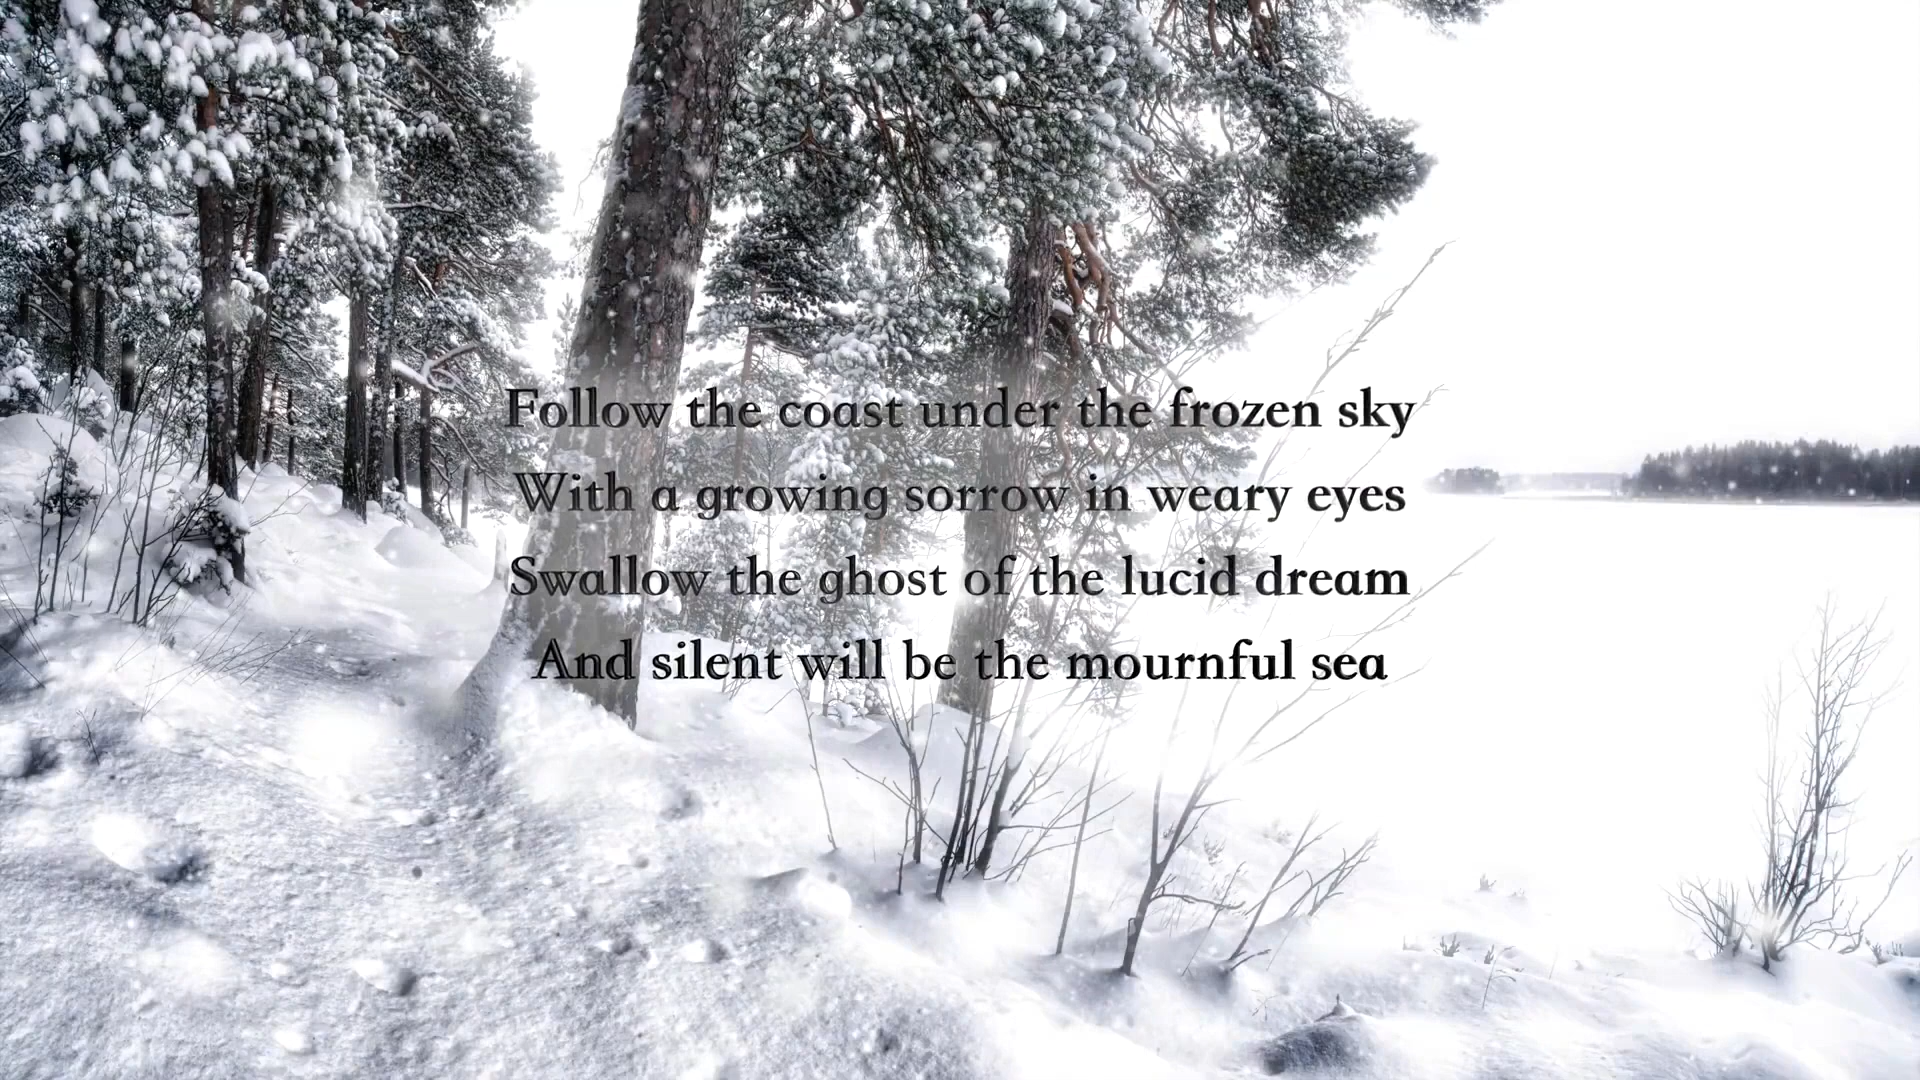 Follow the coast under the frozen sky
With a growing sorrow in weary eyes
Swallow the ghost of the lucid dream
And silent will be the mournful sea